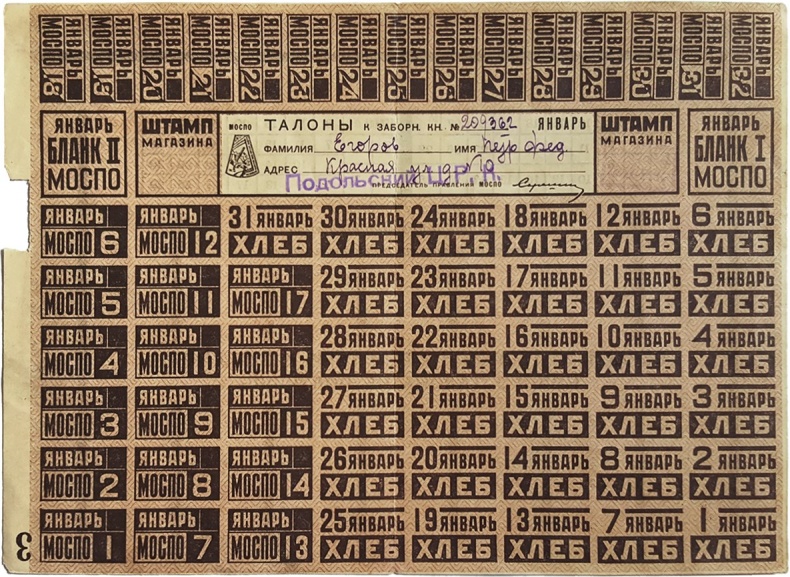 ЯНВАРЬ ЯНВАРЬ ЯНВАРЬ ЯНВАРЬ ЯНВАРЬ ЯНВАРЬ ЯНВАРЬ ЯНВАРЬ ЯНВАРЬ ЯНВАРЬ ЯНВАРЬ ЯНВАРЬ ЯНВАРЬ ЯНВАРЬ ЯНВАРЬ
МОСПО МОСПО МОСПО МОСПО МОСПО МОСПО МОСПО МОСПО МОСПО МОСПО МОСПО МОСПО МОСПО МОСПО МОСПО
18 19 20 21 22 23 24 25 26 27 28 29 30 31 32
ЯНВАРЬ
БЛАНК II
МОСПО
ШТАМП
МАГАЗИНА
МОСПО
ТАЛОНЫ К ЗАБОРН. КН. № 209362 ЯНВАРЬ
ФАМИЛИЯ Егоров ИМЯ Петр Фед
АДРЕС Красная
Подольский Ц.Р.К.
ПРЕДСЕДАТЕЛЬ ПРАВЛЕНИЯ МОСПО
ШТАМП
МАГАЗИНА
ЯНВАРЬ
БЛАНК I
МОСПО
ЯНВАРЬ ЯНВАРЬ 31 ЯНВАРЬ 30 ЯНВАРЬ 24 ЯНВАРЬ 18 ЯНВАРЬ 12 ЯНВАРЬ 6 ЯНВАРЬ
МОСПО 6 МОСПО 12 ХЛЕБ ХЛЕБ ХЛЕБ ХЛЕБ ХЛЕБ ХЛЕБ
ЯНВАРЬ ЯНВАРЬ ЯНВАРЬ 29 ЯНВАРЬ 23 ЯНВАРЬ 17 ЯНВАРЬ 11 ЯНВАРЬ 5 ЯНВАРЬ
МОСПО 5 МОСПО 11 МОСПО 17 ХЛЕБ ХЛЕБ ХЛЕБ ХЛЕБ ХЛЕБ
ЯНВАРЬ ЯНВАРЬ ЯНВАРЬ 28 ЯНВАРЬ 22 ЯНВАРЬ 16 ЯНВАРЬ 10 ЯНВАРЬ 4 ЯНВАРЬ
МОСПО 4 МОСПО 10 МОСПО 16 ХЛЕБ ХЛЕБ ХЛЕБ ХЛЕБ ХЛЕБ
ЯНВАРЬ ЯНВАРЬ ЯНВАРЬ 27 ЯНВАРЬ 21 ЯНВАРЬ 15 ЯНВАРЬ 9 ЯНВАРЬ 3 ЯНВАРЬ
МОСПО 3 МОСПО 9 МОСПО 15 ХЛЕБ ХЛЕБ ХЛЕБ ХЛЕБ ХЛЕБ
ЯНВАРЬ ЯНВАРЬ ЯНВАРЬ 26 ЯНВАРЬ 20 ЯНВАРЬ 14 ЯНВАРЬ 8 ЯНВАРЬ 2 ЯНВАРЬ
МОСПО 2 МОСПО 8 МОСПО 14 ХЛЕБ ХЛЕБ ХЛЕБ ХЛЕБ ХЛЕБ
ЯНВАРЬ ЯНВАРЬ ЯНВАРЬ 25 ЯНВАРЬ 19 ЯНВАРЬ 13 ЯНВАРЬ 7 ЯНВАРЬ 1 ЯНВАРЬ
МОСПО 1 МОСПО 7 МОСПО 13 ХЛЕБ ХЛЕБ ХЛЕБ ХЛЕБ ХЛЕБ
3